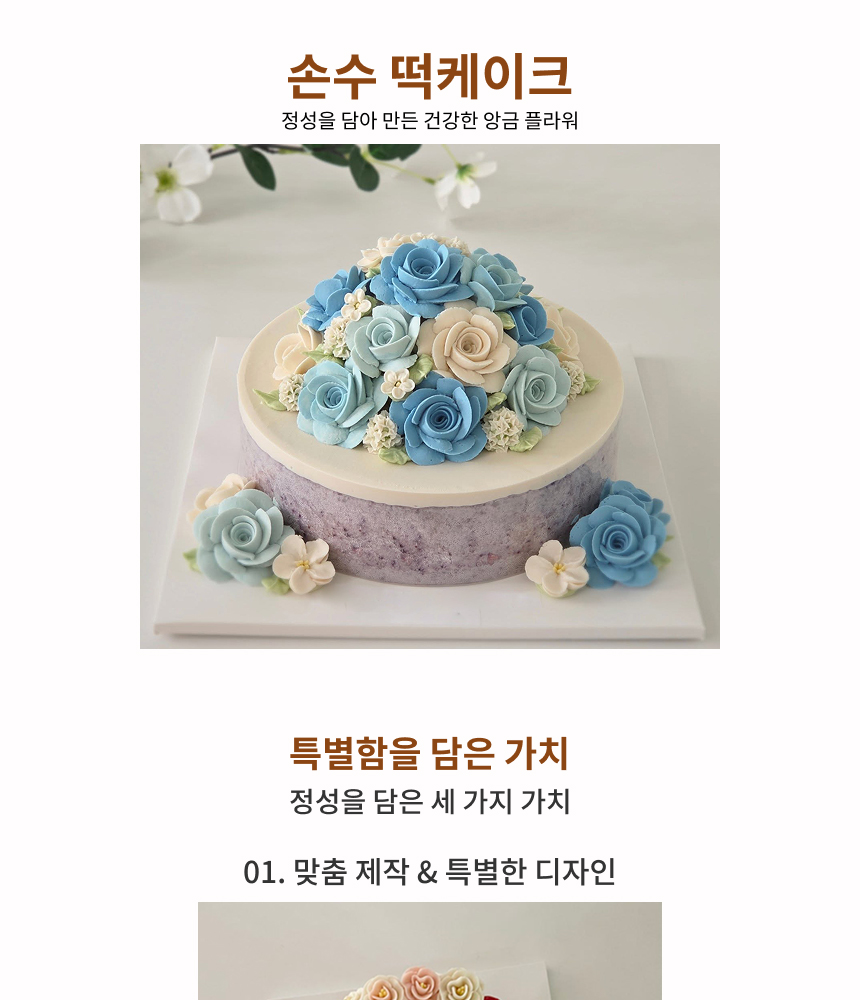 손수 떡케이크
정성을 담아 만든 건강한 앙금 플라워
특별함을 담은 가치
정성을 담은 세 가지 가치
01. 맞춤 제작 & 특별한 디자인